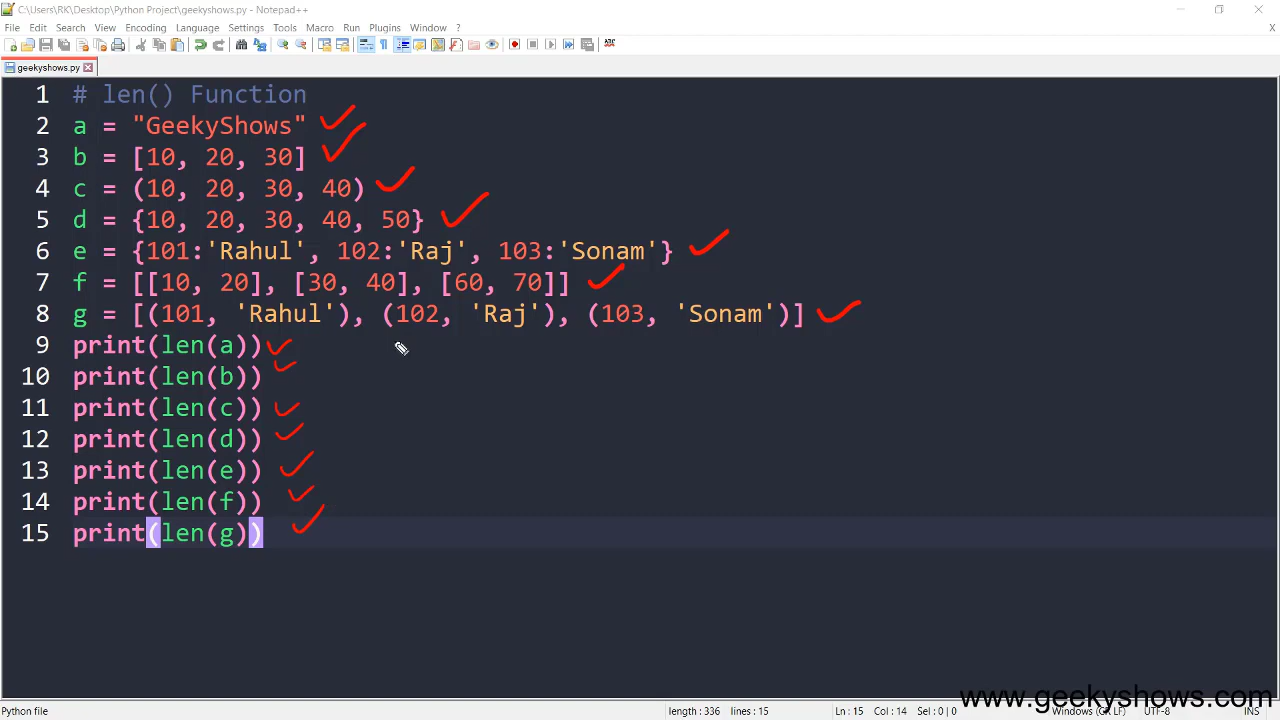 C:\Users\RK\Desktop\Python Project\geekyshows.py - Notepad++
File Edit Search View Encoding Language Settings Tools Macro Run Plugins Window ? X
geekyshows.py
1 # len() Function
2 a = "GeekyShows"
3 b = [10, 20, 30]
4 c = (10, 20, 30, 40)
5 d = {10, 20, 30, 40, 50}
6 e = {101:'Rahul', 102:'Raj', 103:'Sonam'}
7 f = [[10, 20], [30, 40], [60, 70]]
8 g = [(101, 'Rahul'), (102, 'Raj'), (103, 'Sonam')]
9 print(len(a))
10 print(len(b))
11 print(len(c))
12 print(len(d))
13 print(len(e))
14 print(len(f))
15 print(len(g))
www.geekyshows.com
Python file length : 336 lines : 15 Ln : 15 Col : 14 Sel : 0 | 0 Windows (CR LF) UTF-8 INS